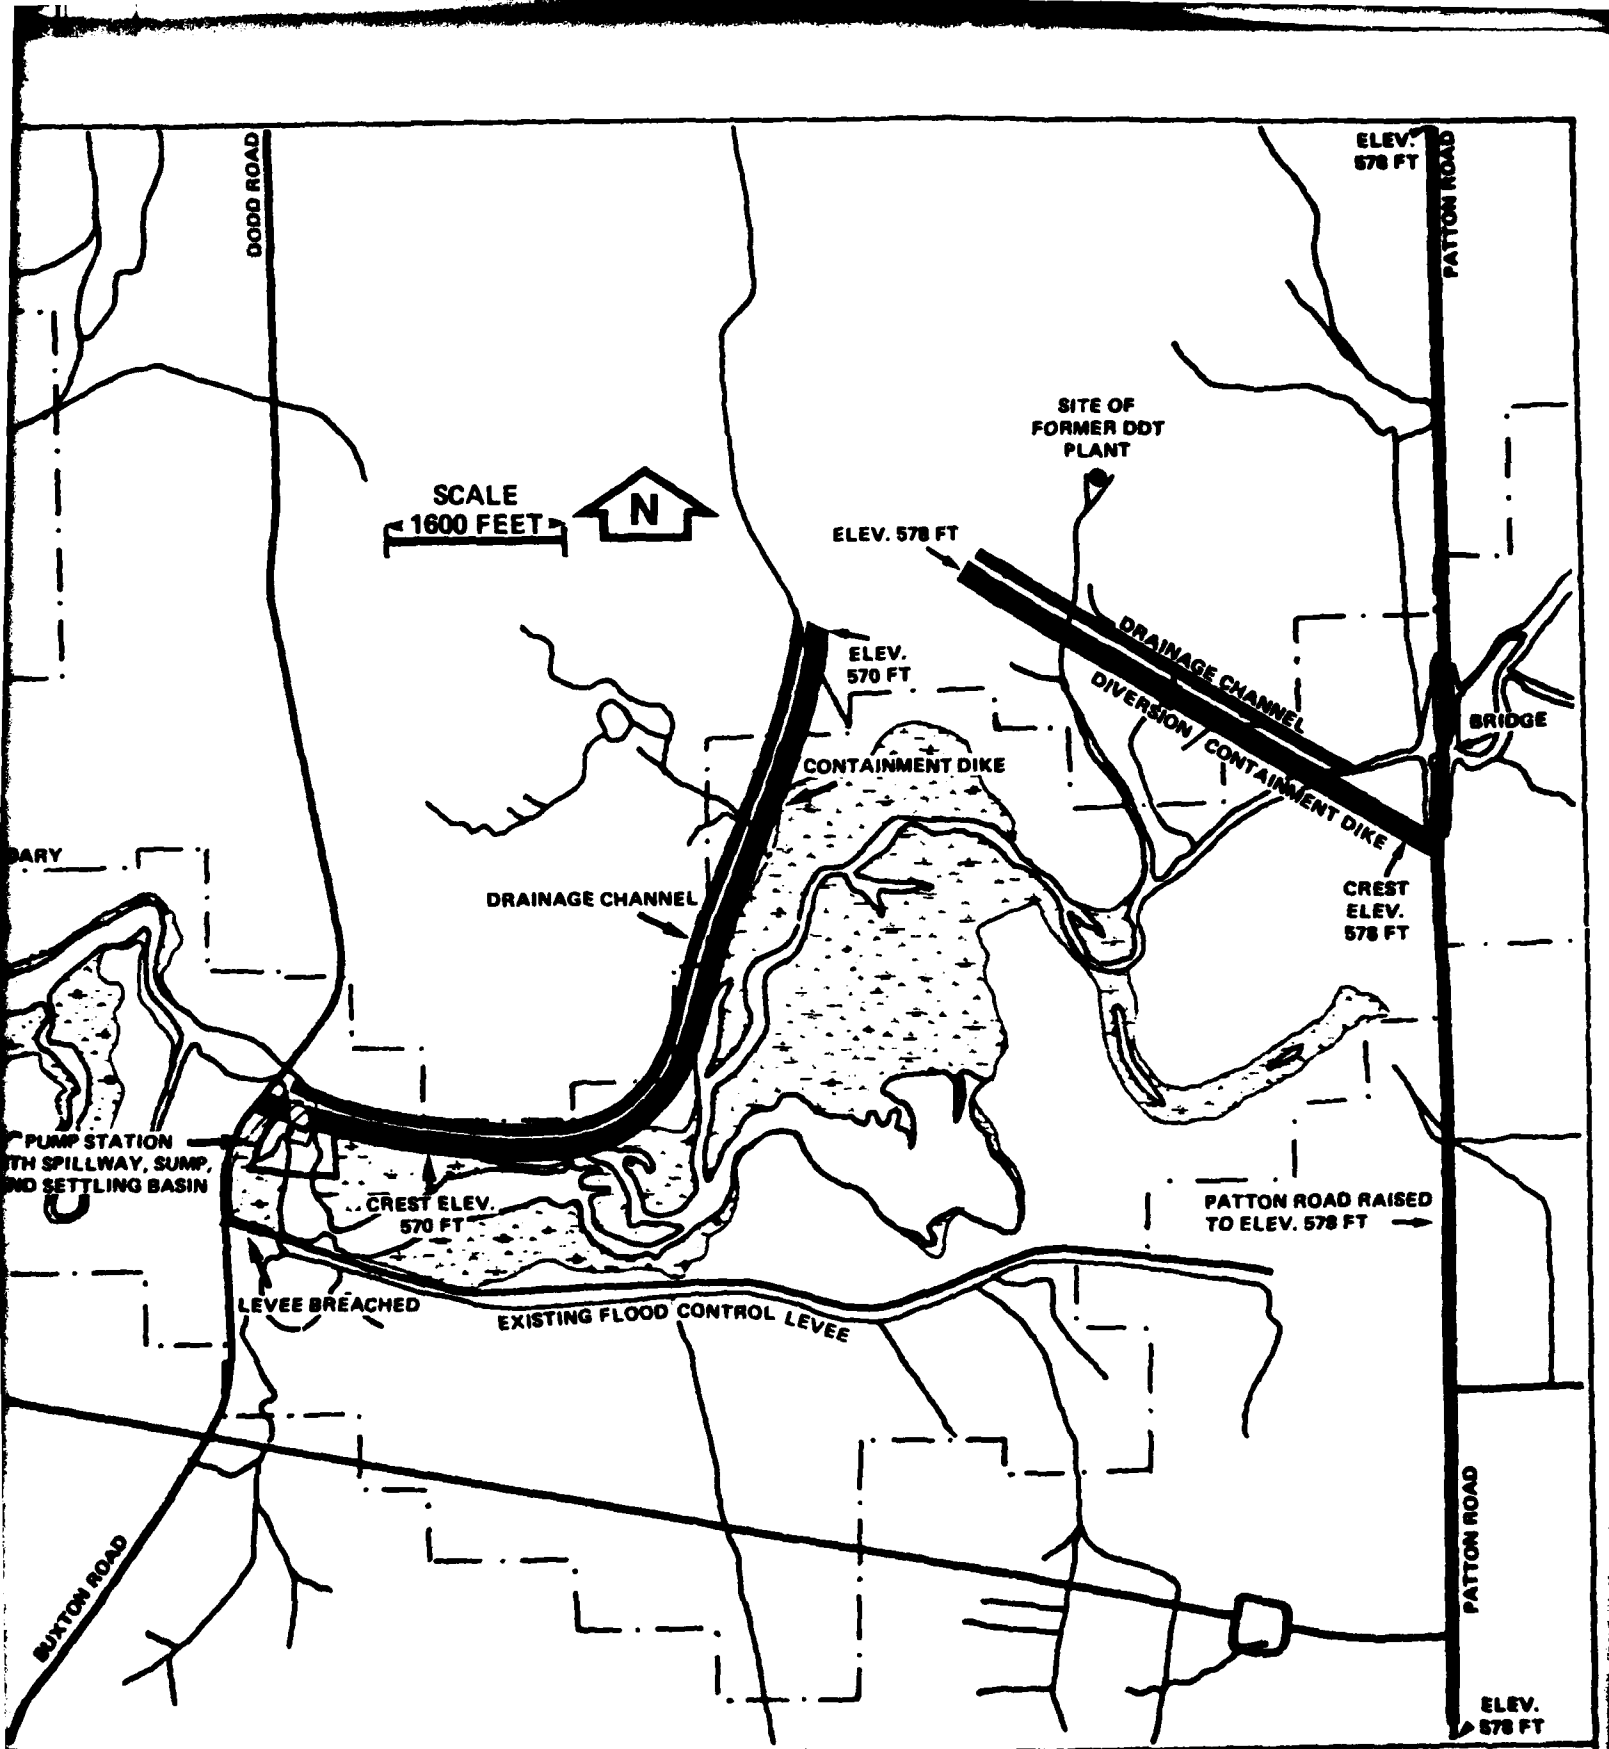 ELEV.
578 FT
PATTON ROAD
DODD ROAD
SITE OF
FORMER DDT
PLANT
SCALE
1600 FEET
N
ELEV. 578 FT
ELEV.
570 FT
DRAINAGE CHANNEL
DIVERSION / CONTAINMENT DIKE
BRIDGE
CONTAINMENT DIKE
DARY
DRAINAGE CHANNEL
CREST
ELEV.
578 FT
PUMP STATION
TH SPILLWAY, SUMP,
ND SETTLING BASIN
CREST ELEV.
570 FT
PATTON ROAD RAISED
TO ELEV. 578 FT
LEVEE BREACHED
EXISTING FLOOD CONTROL LEVEE
BUXTON ROAD
PATTON ROAD
ELEV.
578 FT